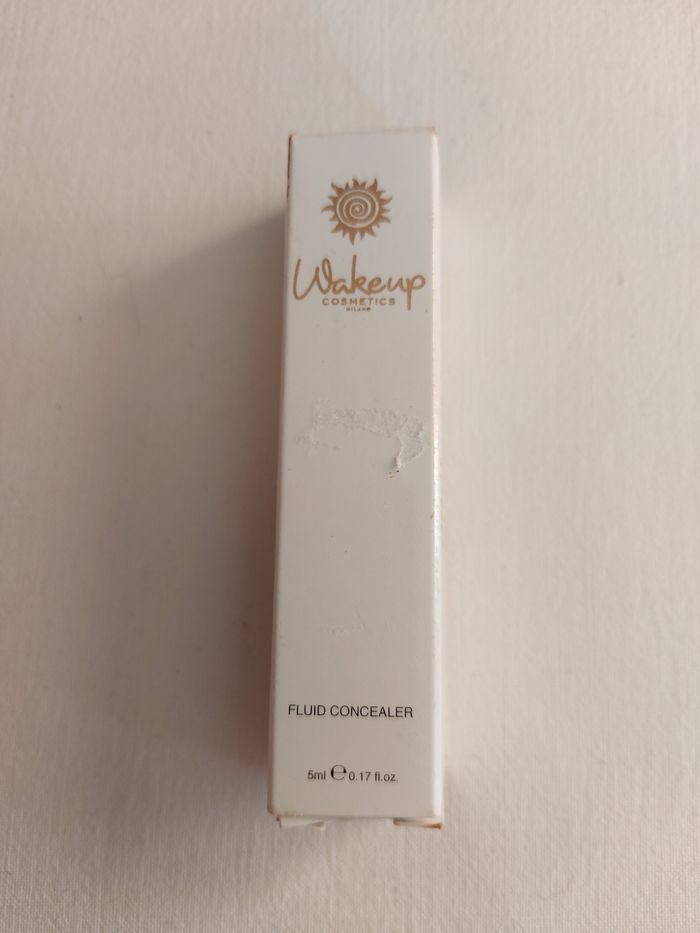 Wakeup
COSMETICS
MILANO
FLUID CONCEALER
5ml ℮ 0.17 fl.oz.